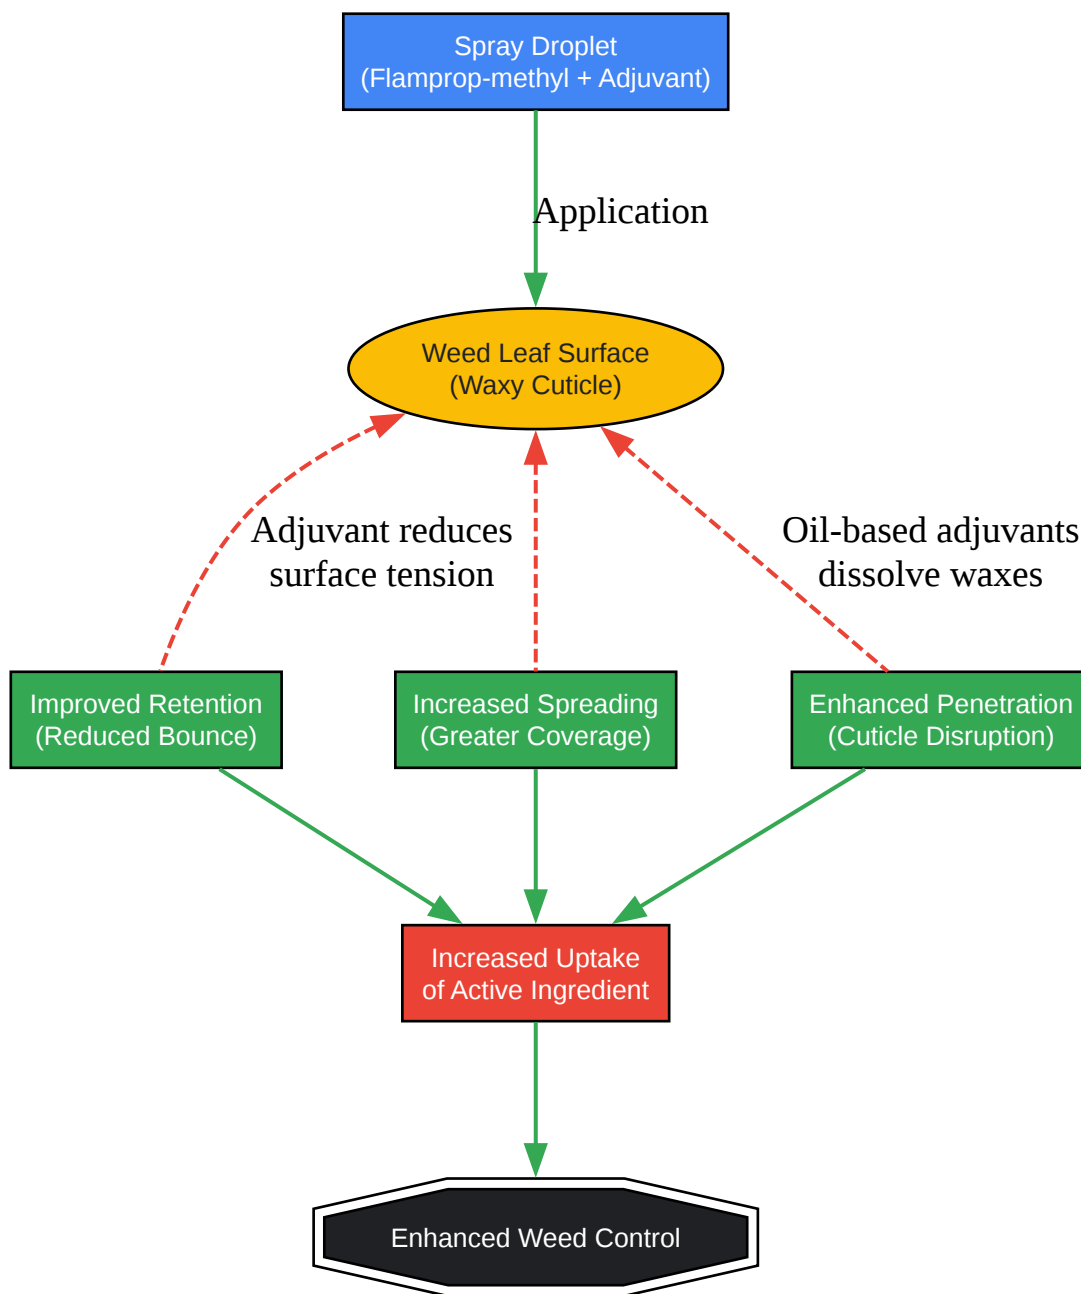 Spray Droplet
(Flamprop-methyl + Adjuvant)
Application
Weed Leaf Surface
(Waxy Cuticle)
Adjuvant reduces
surface tension
Oil-based adjuvants
dissolve waxes
Improved Retention
(Reduced Bounce)
Increased Spreading
(Greater Coverage)
Enhanced Penetration
(Cuticle Disruption)
Increased Uptake
of Active Ingredient
Enhanced Weed Control